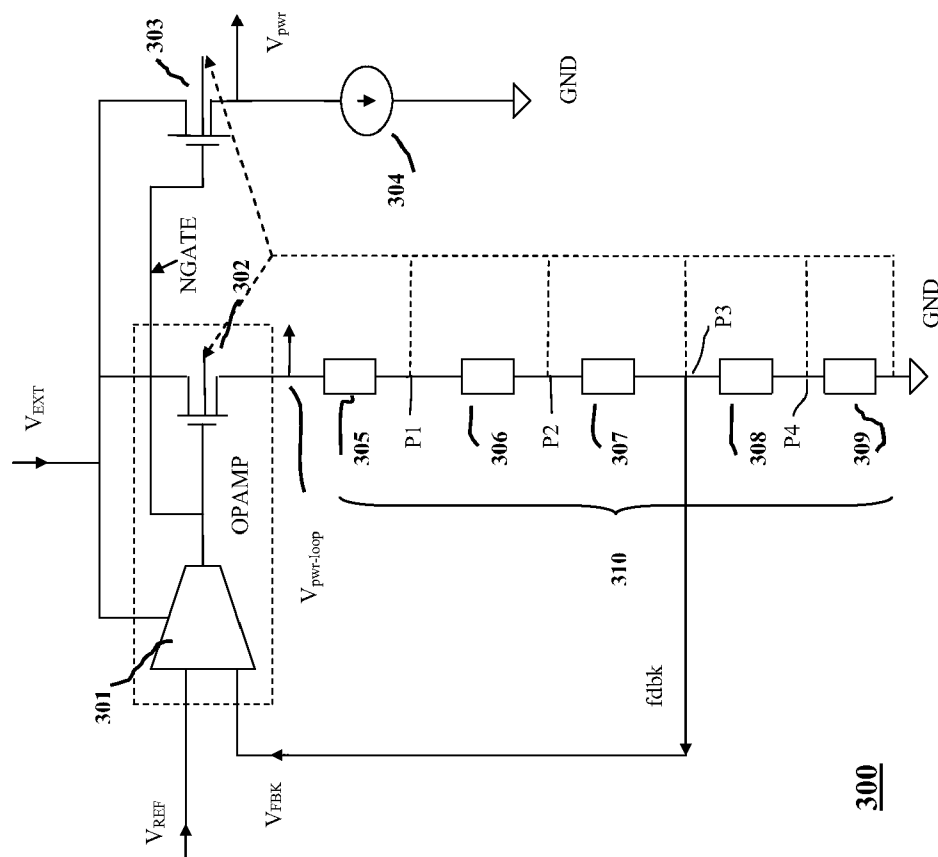 303
V_pwr
304
GND
NGATE
302
V_EXT
OPAMP
301
V_pwr-loop
305
P1
306
P2
307
P3
308
P4
309
GND
310
fdbk
V_REF
V_FBK
300